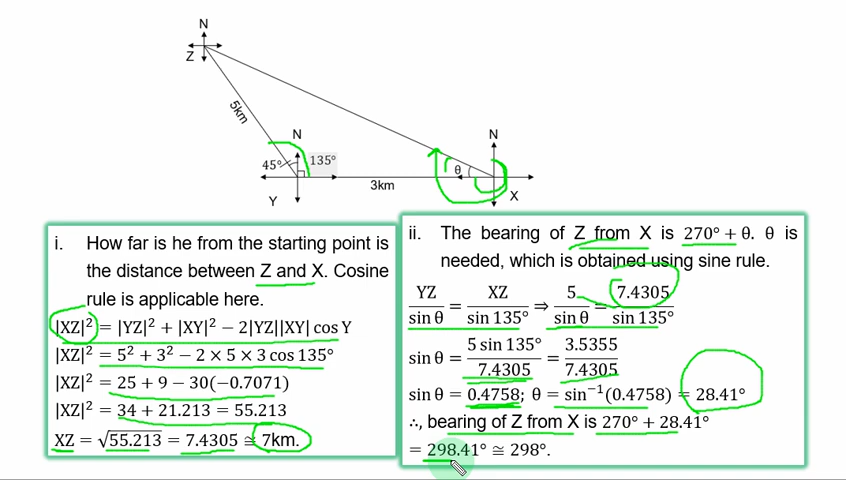 N
Z
5km
N
N
45°
135°
θ
3km
Y
X
i. How far is he from the starting point is
the distance between Z and X. Cosine
rule is applicable here.
|XZ|² = |YZ|² + |XY|² − 2|YZ||XY| cos Y
|XZ|² = 5² + 3² − 2 × 5 × 3 cos 135°
|XZ|² = 25 + 9 − 30(−0.7071)
|XZ|² = 34 + 21.213 = 55.213
XZ = √55.213 = 7.4305 ≅ 7km.
ii. The bearing of Z from X is 270° + θ. θ is
needed, which is obtained using sine rule.
YZ/sin θ = XZ/sin 135° ⇒ 5/sin θ = 7.4305/sin 135°
sin θ = 5 sin 135°/7.4305 = 3.5355/7.4305
sin θ = 0.4758; θ = sin⁻¹(0.4758) = 28.41°
∴, bearing of Z from X is 270° + 28.41°
= 298.41° ≅ 298°.